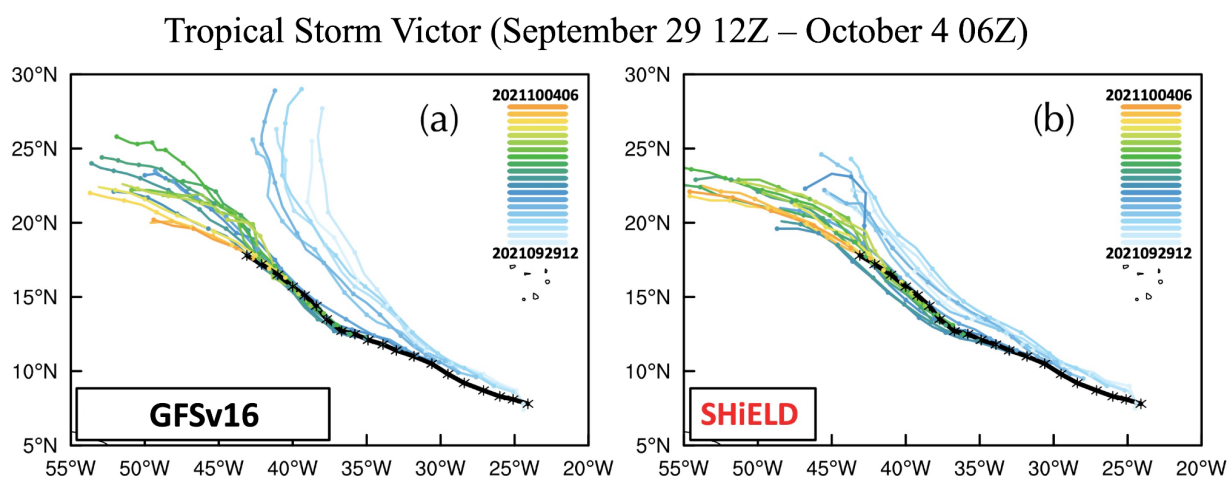 Tropical Storm Victor (September 29 12Z – October 4 06Z)
30°N
25°N
20°N
15°N
10°N
5°N
(a)
2021100406
2021092912
GFSv16
55°W 50°W 45°W 40°W 35°W 30°W 25°W 20°W
30°N
25°N
20°N
15°N
10°N
5°N
(b)
2021100406
2021092912
SHiELD
55°W 50°W 45°W 40°W 35°W 30°W 25°W 20°W